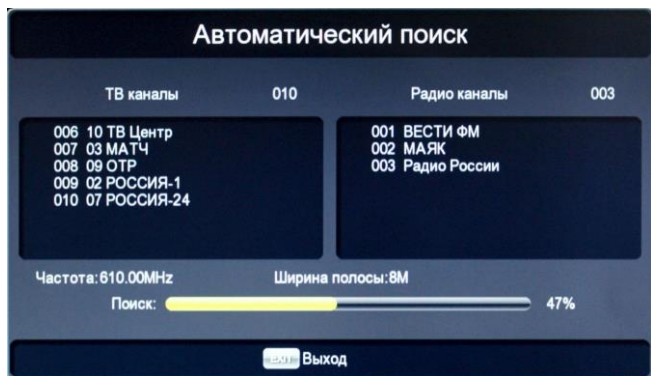 Автоматический поиск
ТВ каналы 010 Радио каналы 003
006 10 ТВ Центр
007 03 МАТЧ
008 09 ОТР
009 02 РОССИЯ-1
010 07 РОССИЯ-24
001 ВЕСТИ ФМ
002 МАЯК
003 Радио России
Частота:610.00MHz Ширина полосы:8M
Поиск: 47%
EXIT Выход